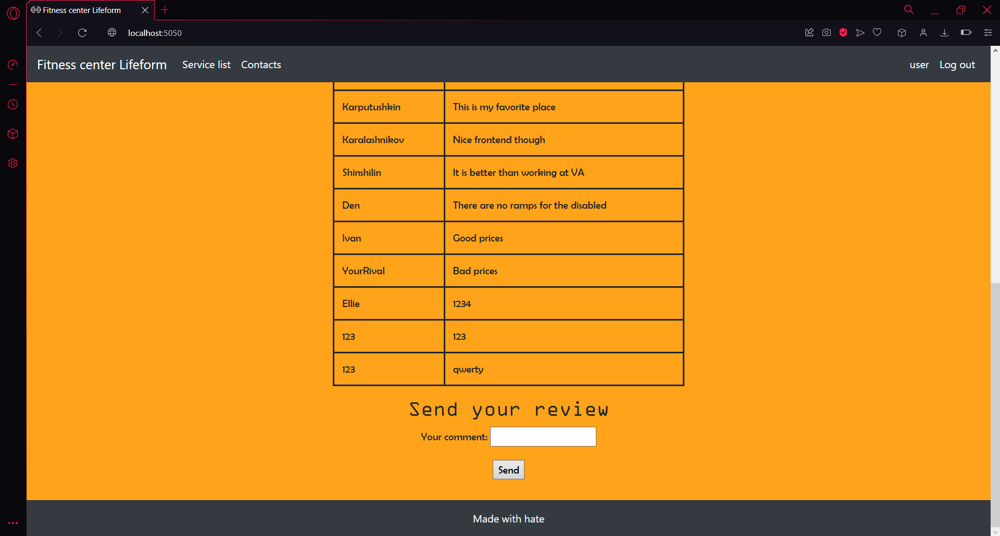 Fitness center Lifeform
localhost:5050
Fitness center Lifeform Service list Contacts user Log out
Karputushkin This is my favorite place
Karalashnikov Nice frontend though
Shinshilin It is better than working at VA
Den There are no ramps for the disabled
Ivan Good prices
YourRival Bad prices
Ellie 1234
123 123
123 qwerty
Send your review
Your comment:
Send
Made with hate